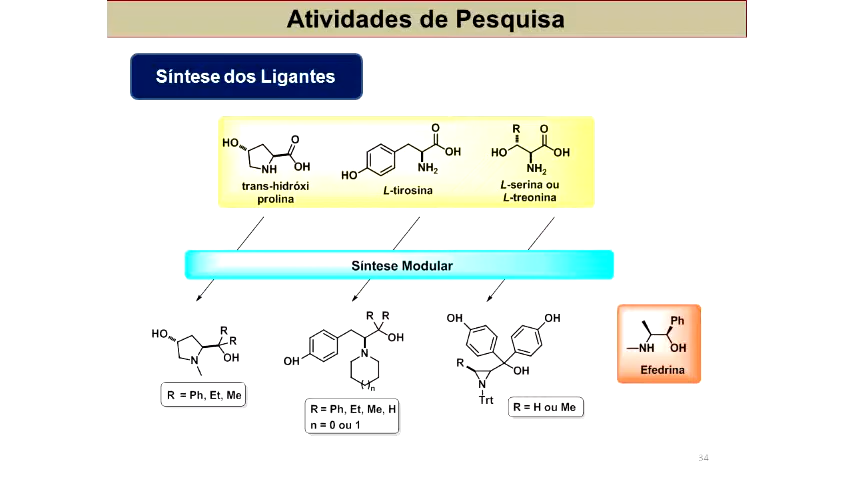 Atividades de Pesquisa
Síntese dos Ligantes
HO
O
OH
NH
trans-hidróxi
prolina
O
OH
NH2
HO
L-tirosina
R
O
HO
OH
NH2
L-serina ou
L-treonina
Síntese Modular
HO
R
R
OH
N
R = Ph, Et, Me
R R
OH
N
OH
n
R = Ph, Et, Me, H
n = 0 ou 1
OH
OH
R
OH
N
Trt
R = H ou Me
Ph
NH
OH
Efedrina
34